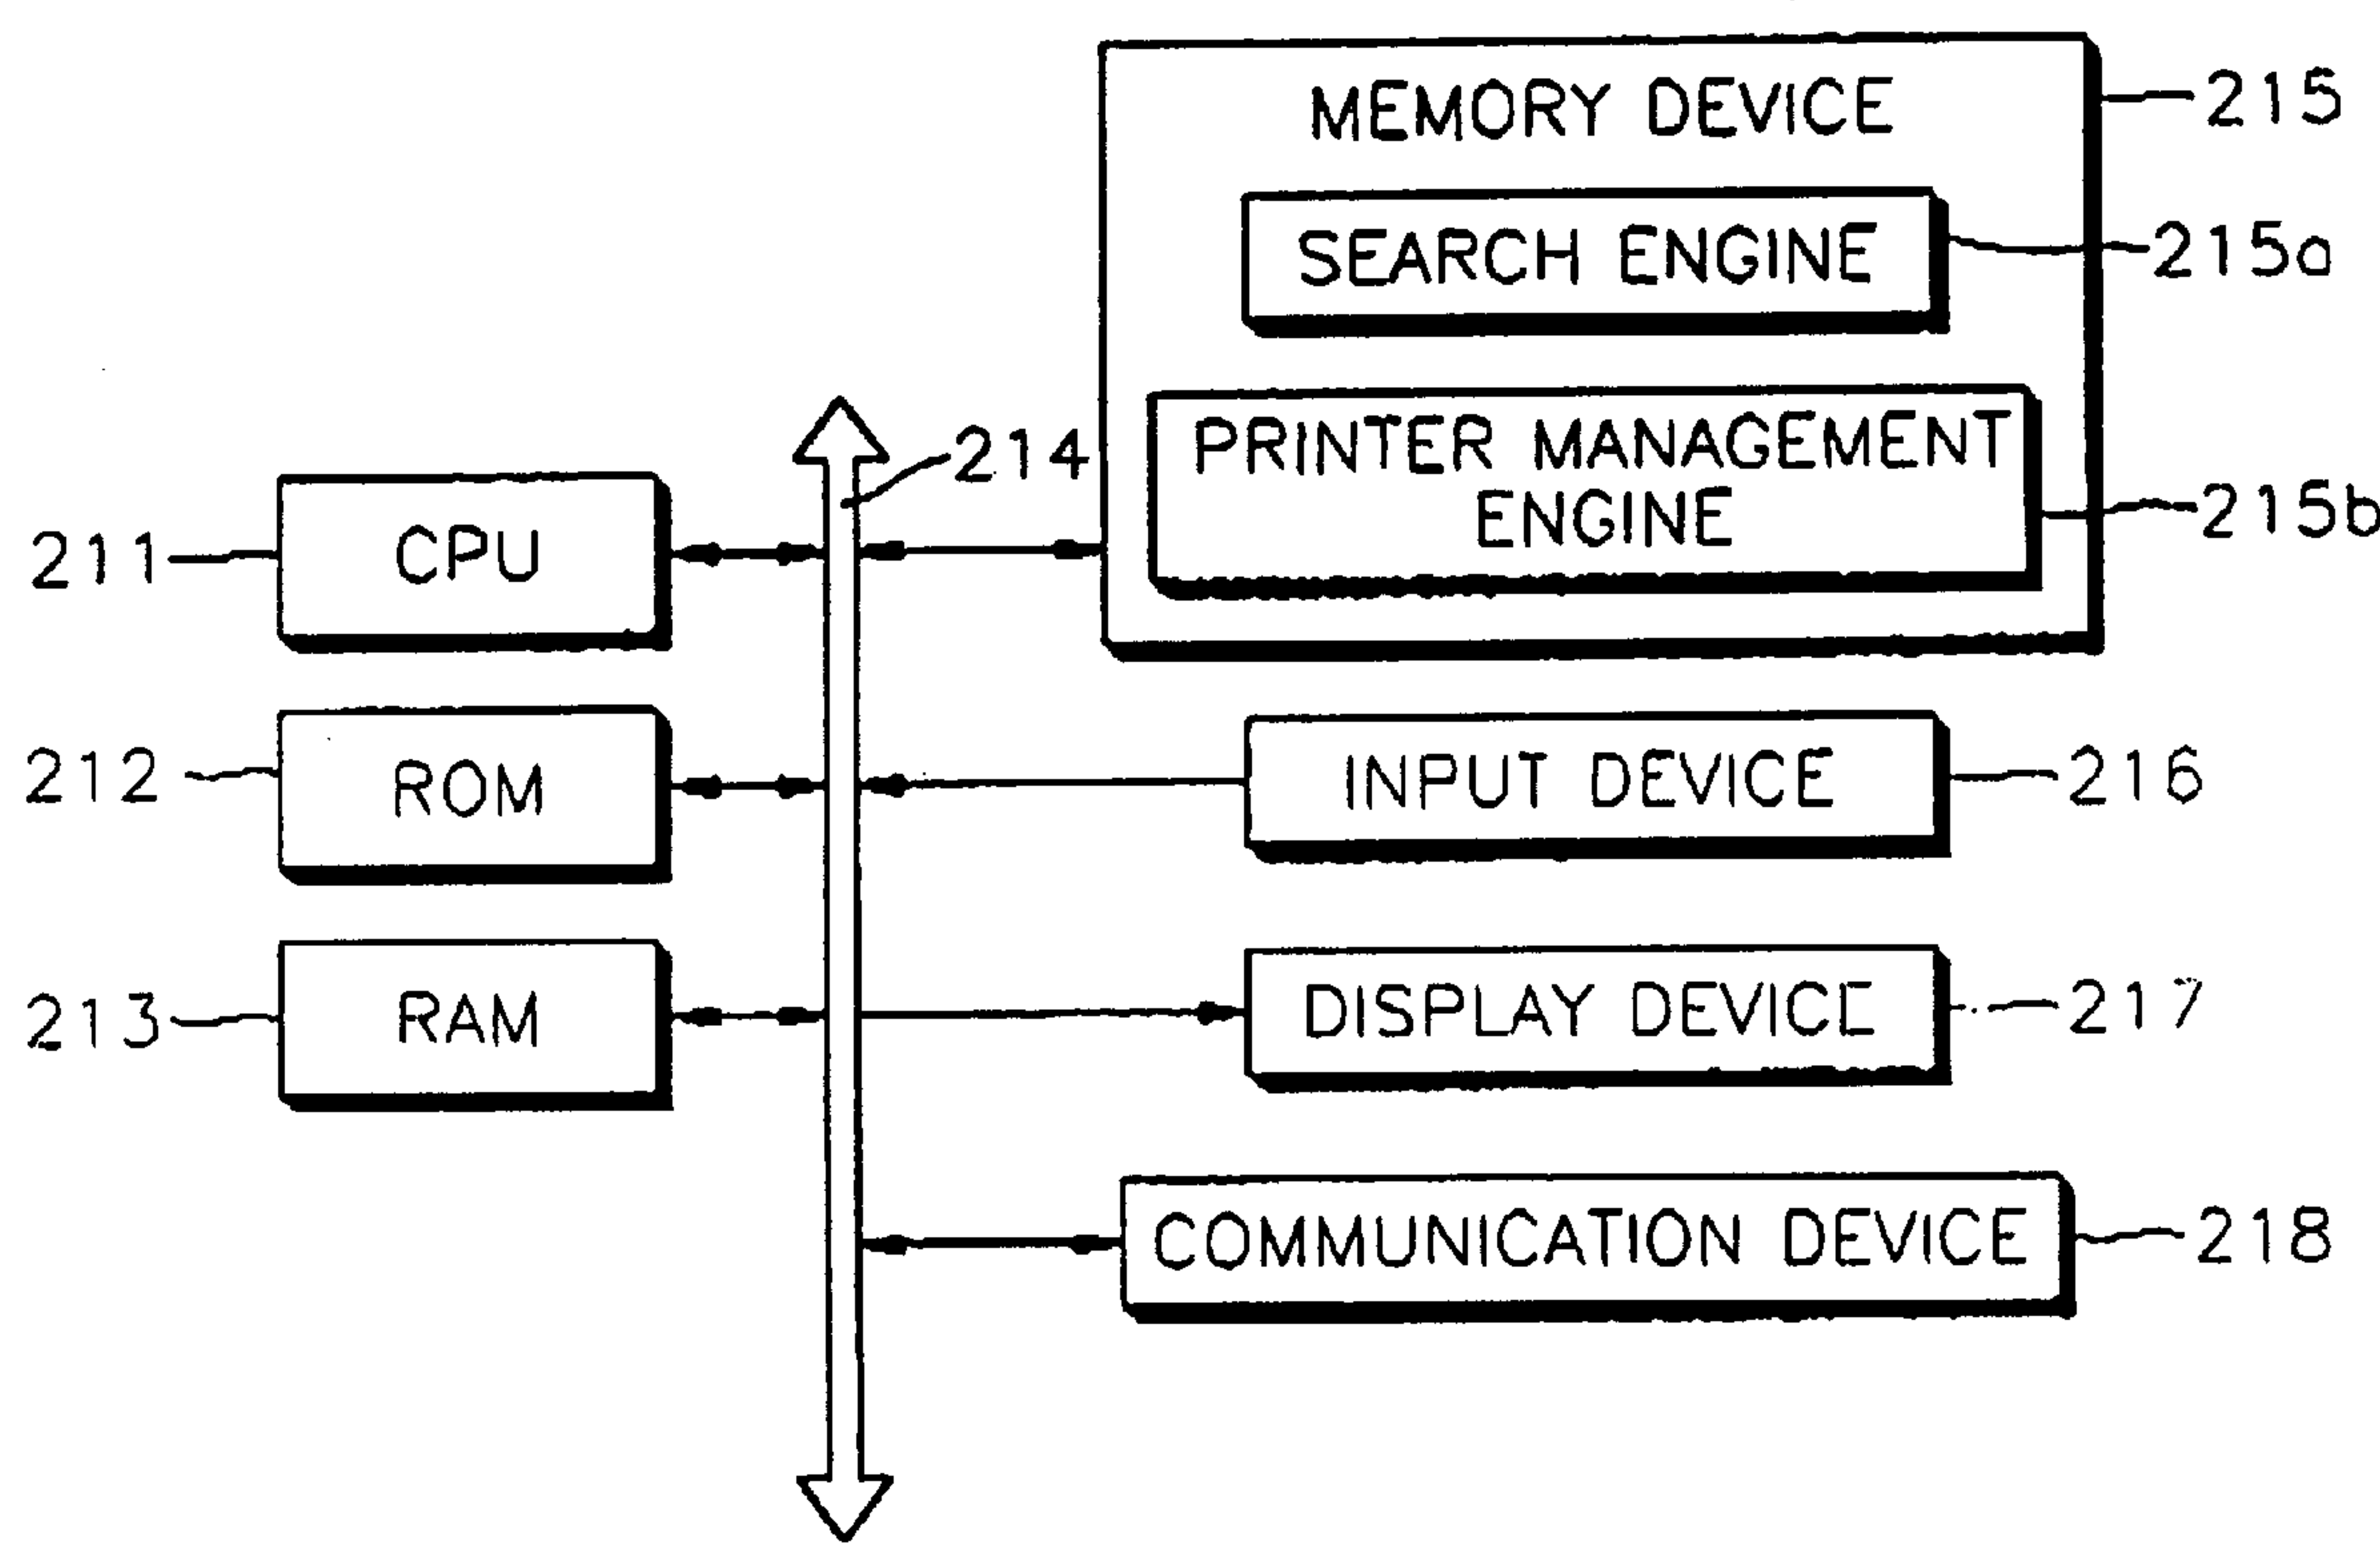 MEMORY DEVICE
215
SEARCH ENGINE
215a
PRINTER MANAGEMENT
ENGINE
215b
214
211
CPU
212
ROM
INPUT DEVICE
216
213
RAM
DISPLAY DEVICE
217
COMMUNICATION DEVICE
218